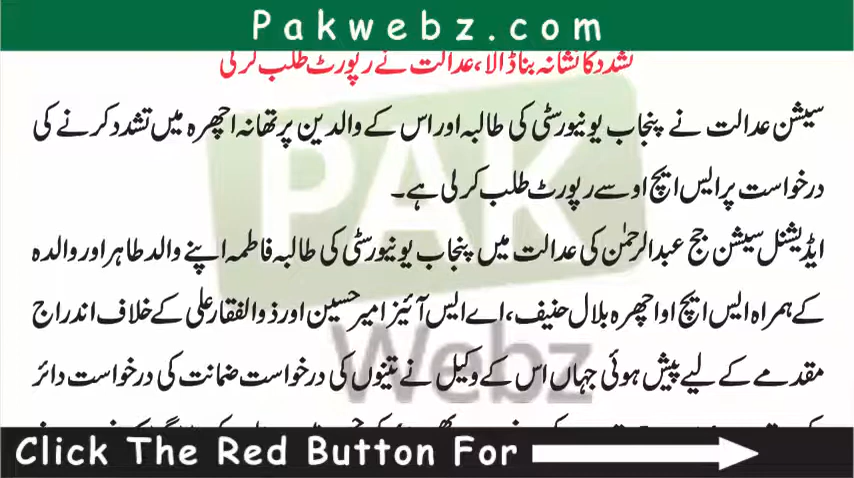 Pakwebz.com
تشدد کا نشانہ بنا ڈالا، عدالت نے رپورٹ طلب کر لی
سیشن عدالت نے پنجاب یونیورسٹی کی طالبہ اور اس کے والدین پر تھانہ اچھرہ میں تشدد کرنے کی
درخواست پر ایس ایچ او سے رپورٹ طلب کر لی ہے۔
ایڈیشنل سیشن جج عبدالرحمٰن کی عدالت میں پنجاب یونیورسٹی کی طالبہ فاطمہ اپنے والد طاہر اور والدہ
کے ہمراہ ایس ایچ او اچھرہ بلال حنیف، اے ایس آئیز امیر حسین اور ذوالفقار علی کے خلاف اندراج
مقدمے کے لیے پیش ہوئی جہاں اس کے وکیل نے تینوں کی درخواست ضمانت کی درخواست دائر
PAK
Webz
Click The Red Button For